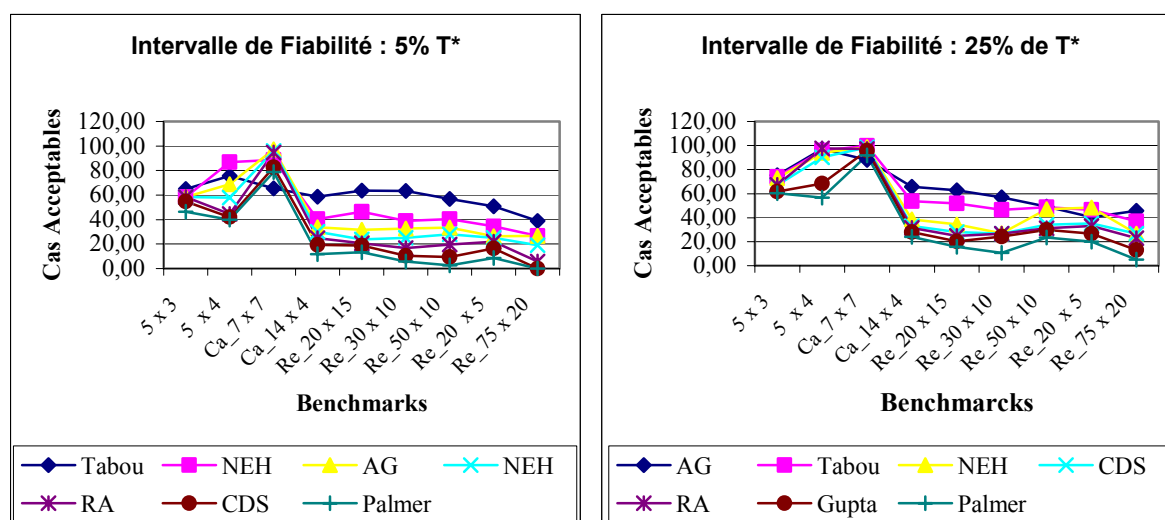 Intervalle de Fiabilité : 5% T*
Cas Acceptables
120,00
100,00
80,00
60,00
40,00
20,00
0,00
5 x 3
5 x 4
Ca_7 x 7
Ca_14 x 4
Re_20 x 15
Re_30 x 10
Re_50 x 10
Re_20 x 5
Re_75 x 20
Benchmarks
Tabou NEH AG NEH
RA CDS Palmer
Intervalle de Fiabilité : 25% de T*
Cas Acceptables
120,00
100,00
80,00
60,00
40,00
20,00
0,00
5 x 3
5 x 4
Ca_7 x 7
Ca_14 x 4
Re_20 x 15
Re_30 x 10
Re_50 x 10
Re_20 x 5
Re_75 x 20
Benchmarcks
AG Tabou NEH CDS
RA Gupta Palmer